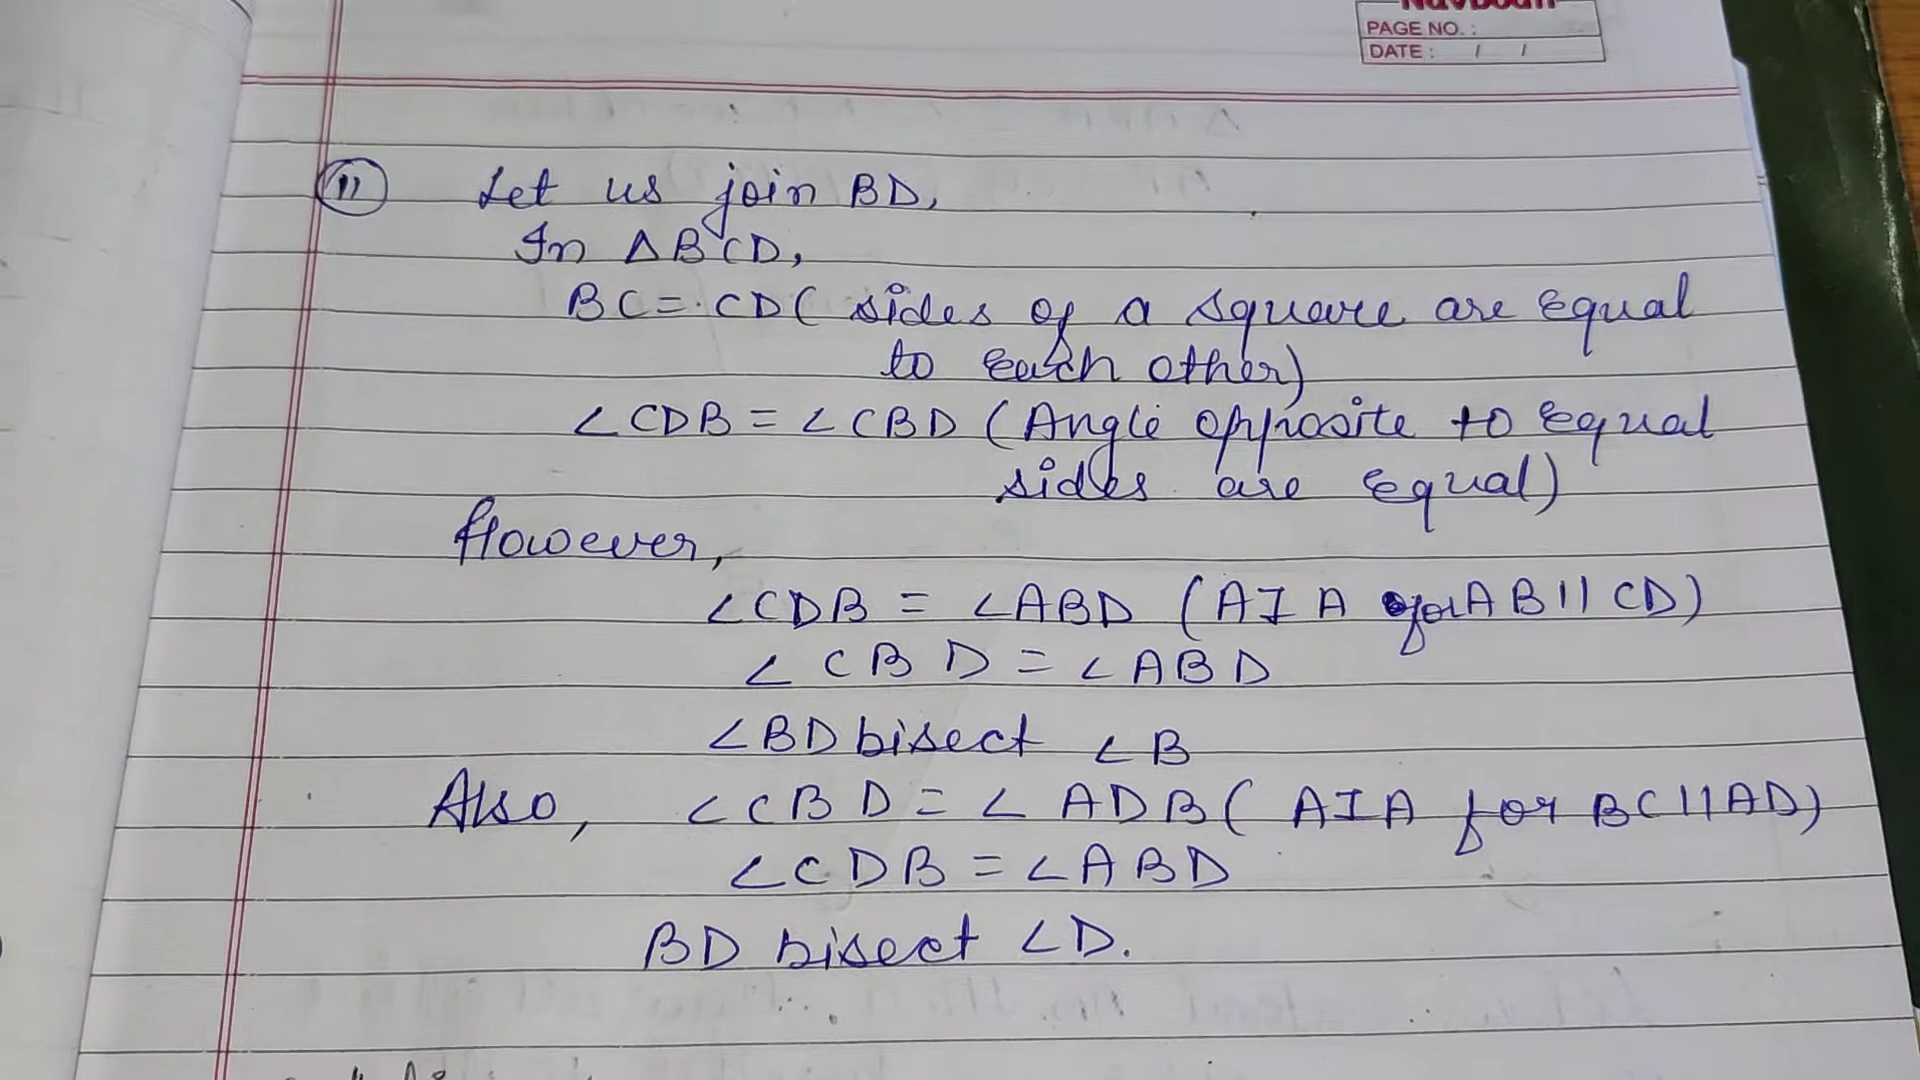 PAGE NO. :
DATE : / /
(ii) Let us join BD,
In ΔBCD,
BC = CD ( sides of a square are equal
to each other)
∠CDB = ∠CBD (Angle opposite to equal
sides are equal)
However,
∠CDB = ∠ABD (AIA for AB || CD)
∠CBD = ∠ABD
∠BD bisect ∠B
Also, ∠CBD = ∠ADB ( AIA for BC || AD)
∠CDB = ∠ABD
BD bisect ∠D.